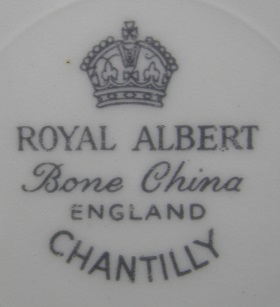 ROYAL ALBERT
Bone China
ENGLAND
CHANTILLY